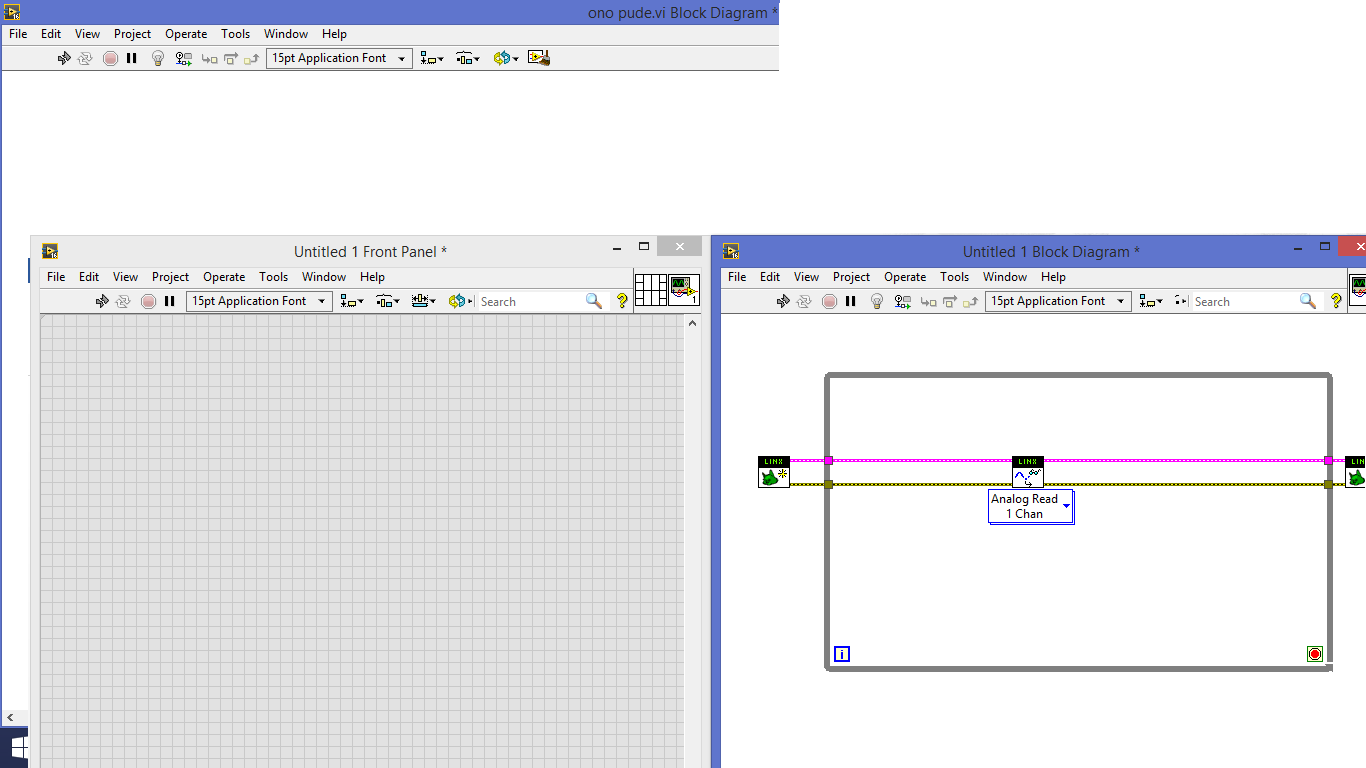 ono pude.vi Block Diagram *
File Edit View Project Operate Tools Window Help
15pt Application Font
Untitled 1 Front Panel *
File Edit View Project Operate Tools Window Help
15pt Application Font
Search
1
Untitled 1 Block Diagram *
File Edit View Project Operate Tools Window Help
15pt Application Font
Search
LINX
LINX
LIN
Analog Read
1 Chan
i